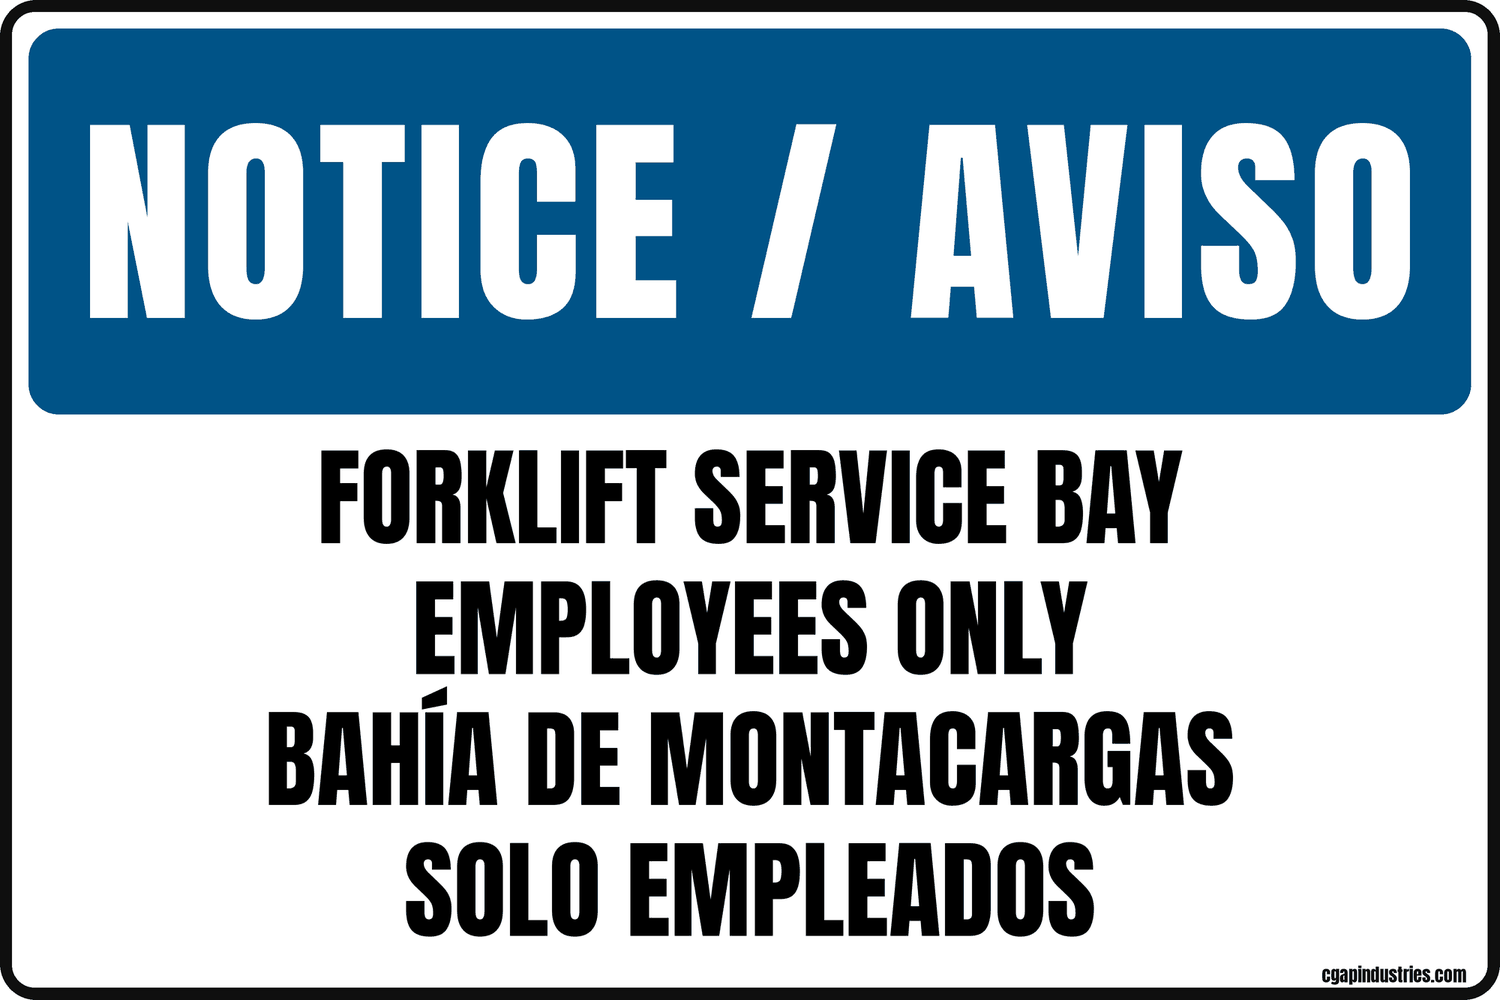 NOTICE / AVISO
FORKLIFT SERVICE BAY
EMPLOYEES ONLY
BAHÍA DE MONTACARGAS
SOLO EMPLEADOS
cgapindustries.com